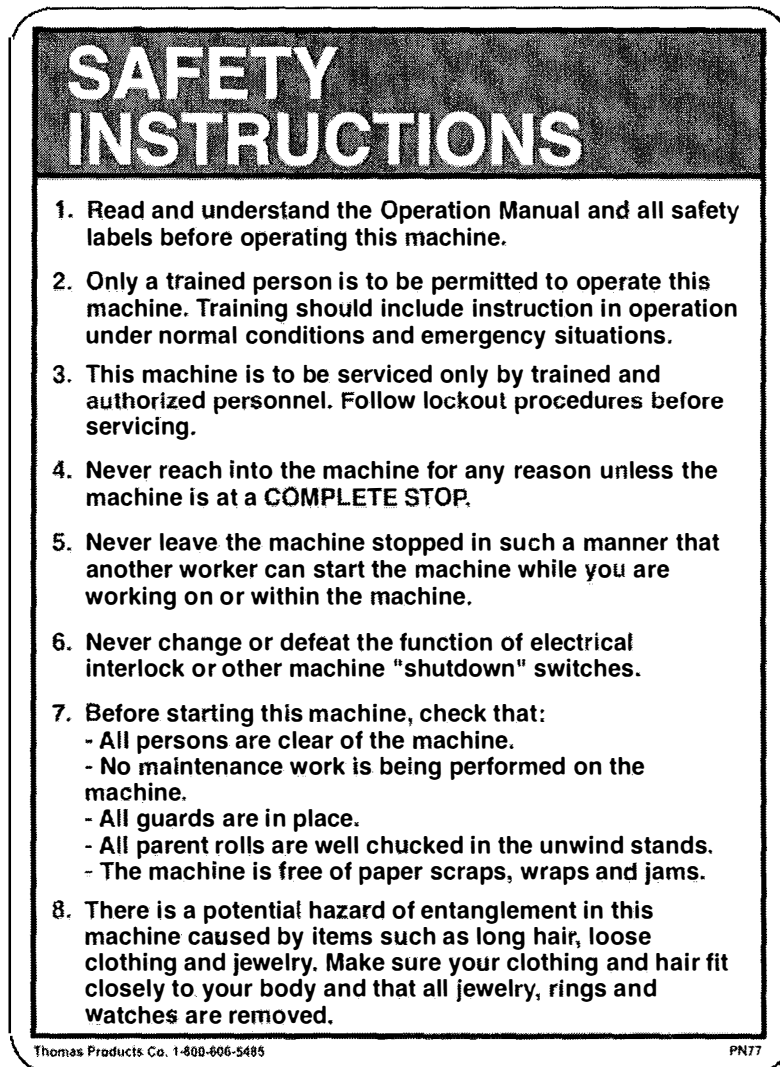 SAFETY
INSTRUCTIONS
1. Read and understand the Operation Manual and all safety
labels before operating this machine.
2. Only a trained person is to be permitted to operate this
machine. Training should include instruction in operation
under normal conditions and emergency situations.
3. This machine is to be serviced only by trained and
authorized personnel. Follow lockout procedures before
servicing.
4. Never reach into the machine for any reason unless the
machine is at a COMPLETE STOP.
5. Never leave the machine stopped in such a manner that
another worker can start the machine while you are
working on or within the machine.
6. Never change or defeat the function of electrical
interlock or other machine "shutdown" switches.
7. Before starting this machine, check that:
- All persons are clear of the machine.
- No maintenance work is being performed on the
machine.
- All guards are in place.
- All parent rolls are well chucked in the unwind stands.
- The machine is free of paper scraps, wraps and jams.
8. There is a potential hazard of entanglement in this
machine caused by items such as long hair, loose
clothing and jewelry. Make sure your clothing and hair fit
closely to your body and that all jewelry, rings and
watches are removed.
Thomas Products Co. 1-800-606-5485 PN77